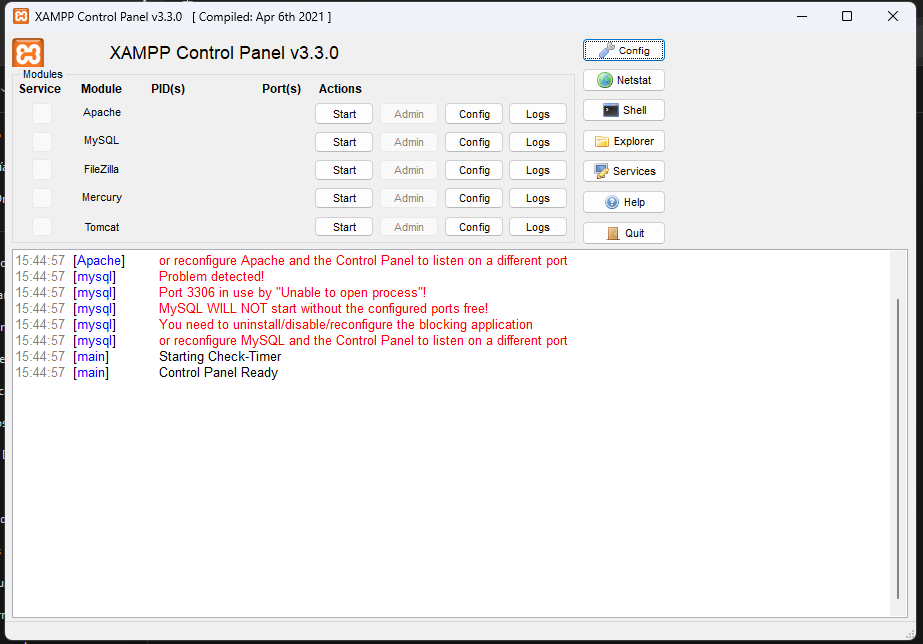 XAMPP Control Panel v3.3.0 [ Compiled: Apr 6th 2021 ]
XAMPP Control Panel v3.3.0
Config
Netstat
Shell
Explorer
Services
Help
Quit
Modules
Service Module PID(s) Port(s) Actions
Apache Start Admin Config Logs
MySQL Start Admin Config Logs
FileZilla Start Admin Config Logs
Mercury Start Admin Config Logs
Tomcat Start Admin Config Logs
15:44:57 [Apache] or reconfigure Apache and the Control Panel to listen on a different port
15:44:57 [mysql] Problem detected!
15:44:57 [mysql] Port 3306 in use by "Unable to open process"!
15:44:57 [mysql] MySQL WILL NOT start without the configured ports free!
15:44:57 [mysql] You need to uninstall/disable/reconfigure the blocking application
15:44:57 [mysql] or reconfigure MySQL and the Control Panel to listen on a different port
15:44:57 [main] Starting Check-Timer
15:44:57 [main] Control Panel Ready